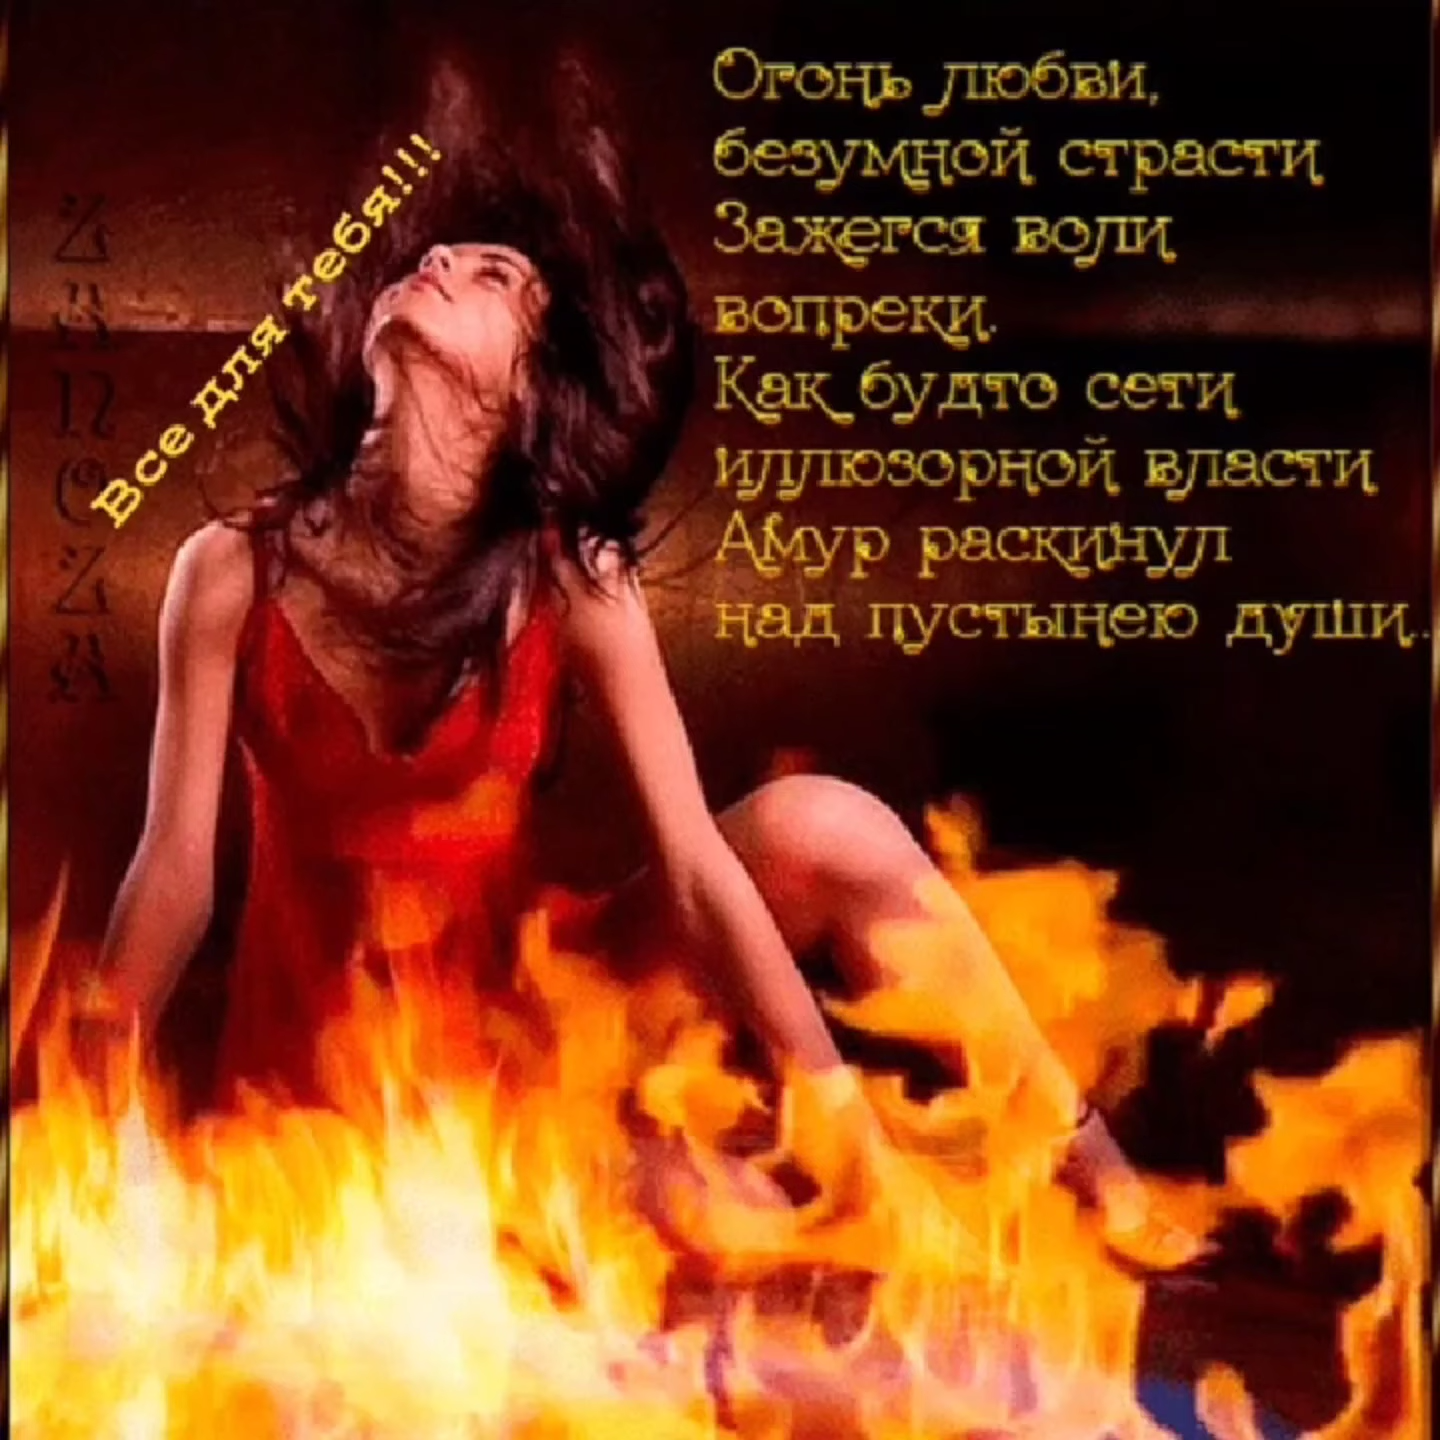 Огонь любви,
безумной страсти
Зажегся воли
вопреки.
Как будто сети
иллюзорной власти
Амур раскинул
над пустынею души..
Все для тебя!!!